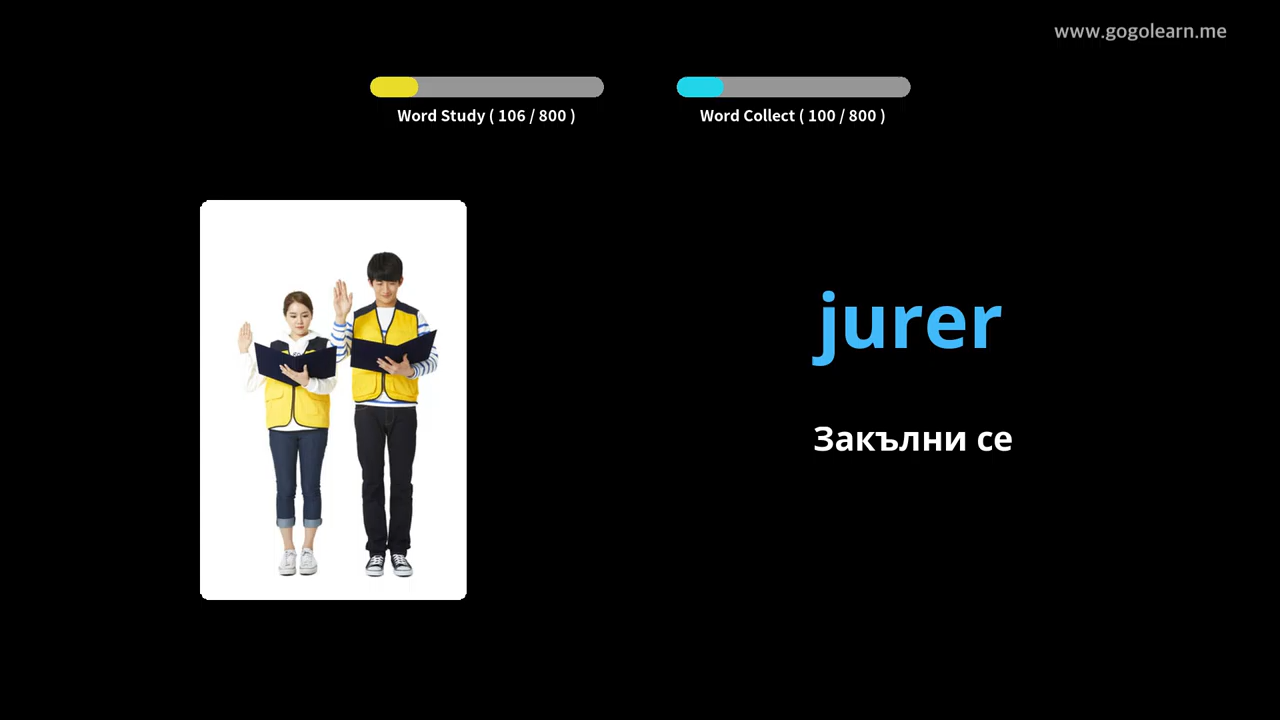 www.gogolearn.me
Word Study ( 106 / 800 )
Word Collect ( 100 / 800 )
jurer
Закълни се